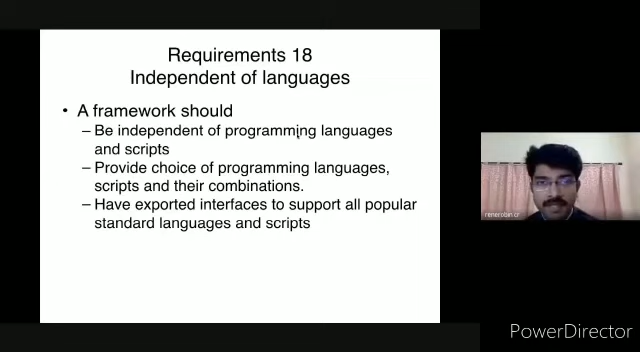 Requirements 18
Independent of languages
• A framework should
– Be independent of programming languages
and scripts
– Provide choice of programming languages,
scripts and their combinations.
– Have exported interfaces to support all popular
standard languages and scripts
renerobin cr
PowerDirector